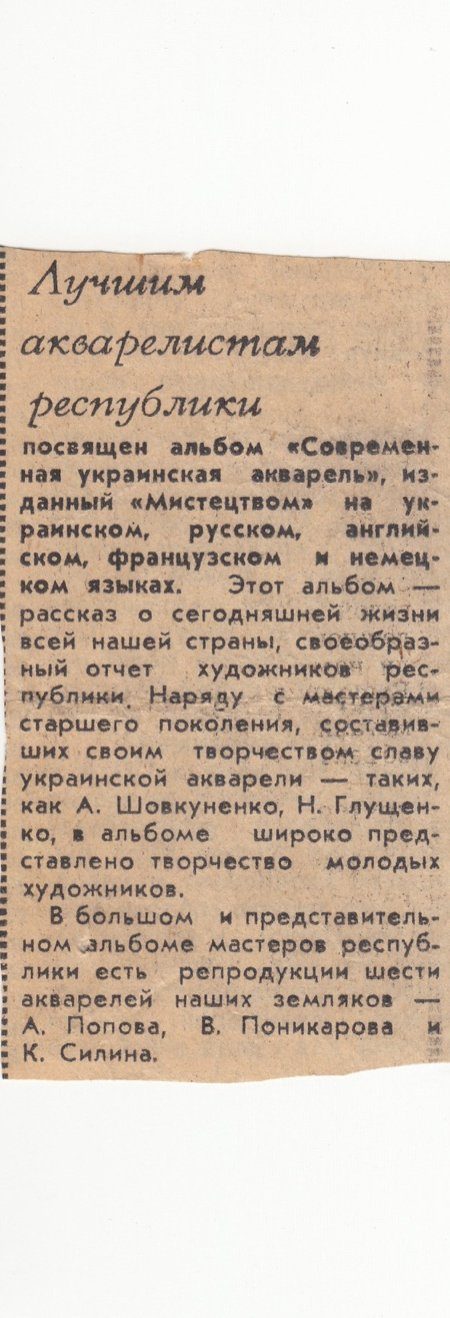 Лучшим
акварелистам
республики
посвящен альбом «Современ-
ная украинская акварель», из-
данный «Мистецтвом» на ук-
раинском, русском, англий-
ском, французском и немец-
ком языках. Этот альбом —
рассказ о сегодняшней жизни
всей нашей страны, своеобраз-
ный отчет художников рес-
публики. Наряду с мастерами
старшего поколения, составив-
ших своим творчеством славу
украинской акварели — таких,
как А. Шовкуненко, Н. Глущен-
ко, в альбоме широко пред-
ставлено творчество молодых
художников.
В большом и представитель-
ном альбоме мастеров респуб-
лики есть репродукции шести
акварелей наших земляков —
А. Попова, В. Поникарова и
К. Силина.